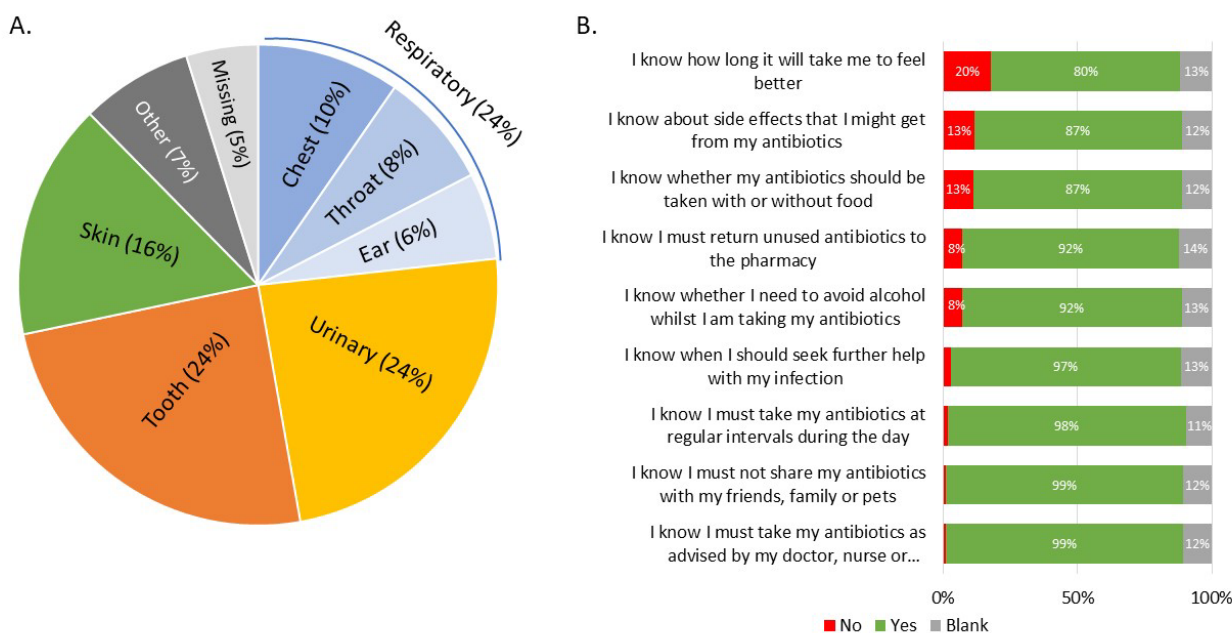 A.
Respiratory (24%)
Chest (10%)
Throat (8%)
Ear (6%)
Urinary (24%)
Tooth (24%)
Skin (16%)
Other (7%)
Missing (5%)
B.
I know how long it will take me to feel
better
20% 80% 13%
I know about side effects that I might get
from my antibiotics
13% 87% 12%
I know whether my antibiotics should be
taken with or without food
13% 87% 12%
I know I must return unused antibiotics to
the pharmacy
8% 92% 14%
I know whether I need to avoid alcohol
whilst I am taking my antibiotics
8% 92% 13%
I know when I should seek further help
with my infection
97% 13%
I know I must take my antibiotics at
regular intervals during the day
98% 11%
I know I must not share my antibiotics
with my friends, family or pets
99% 12%
I know I must take my antibiotics as
advised by my doctor, nurse or...
99% 12%
0% 50% 100%
No Yes Blank